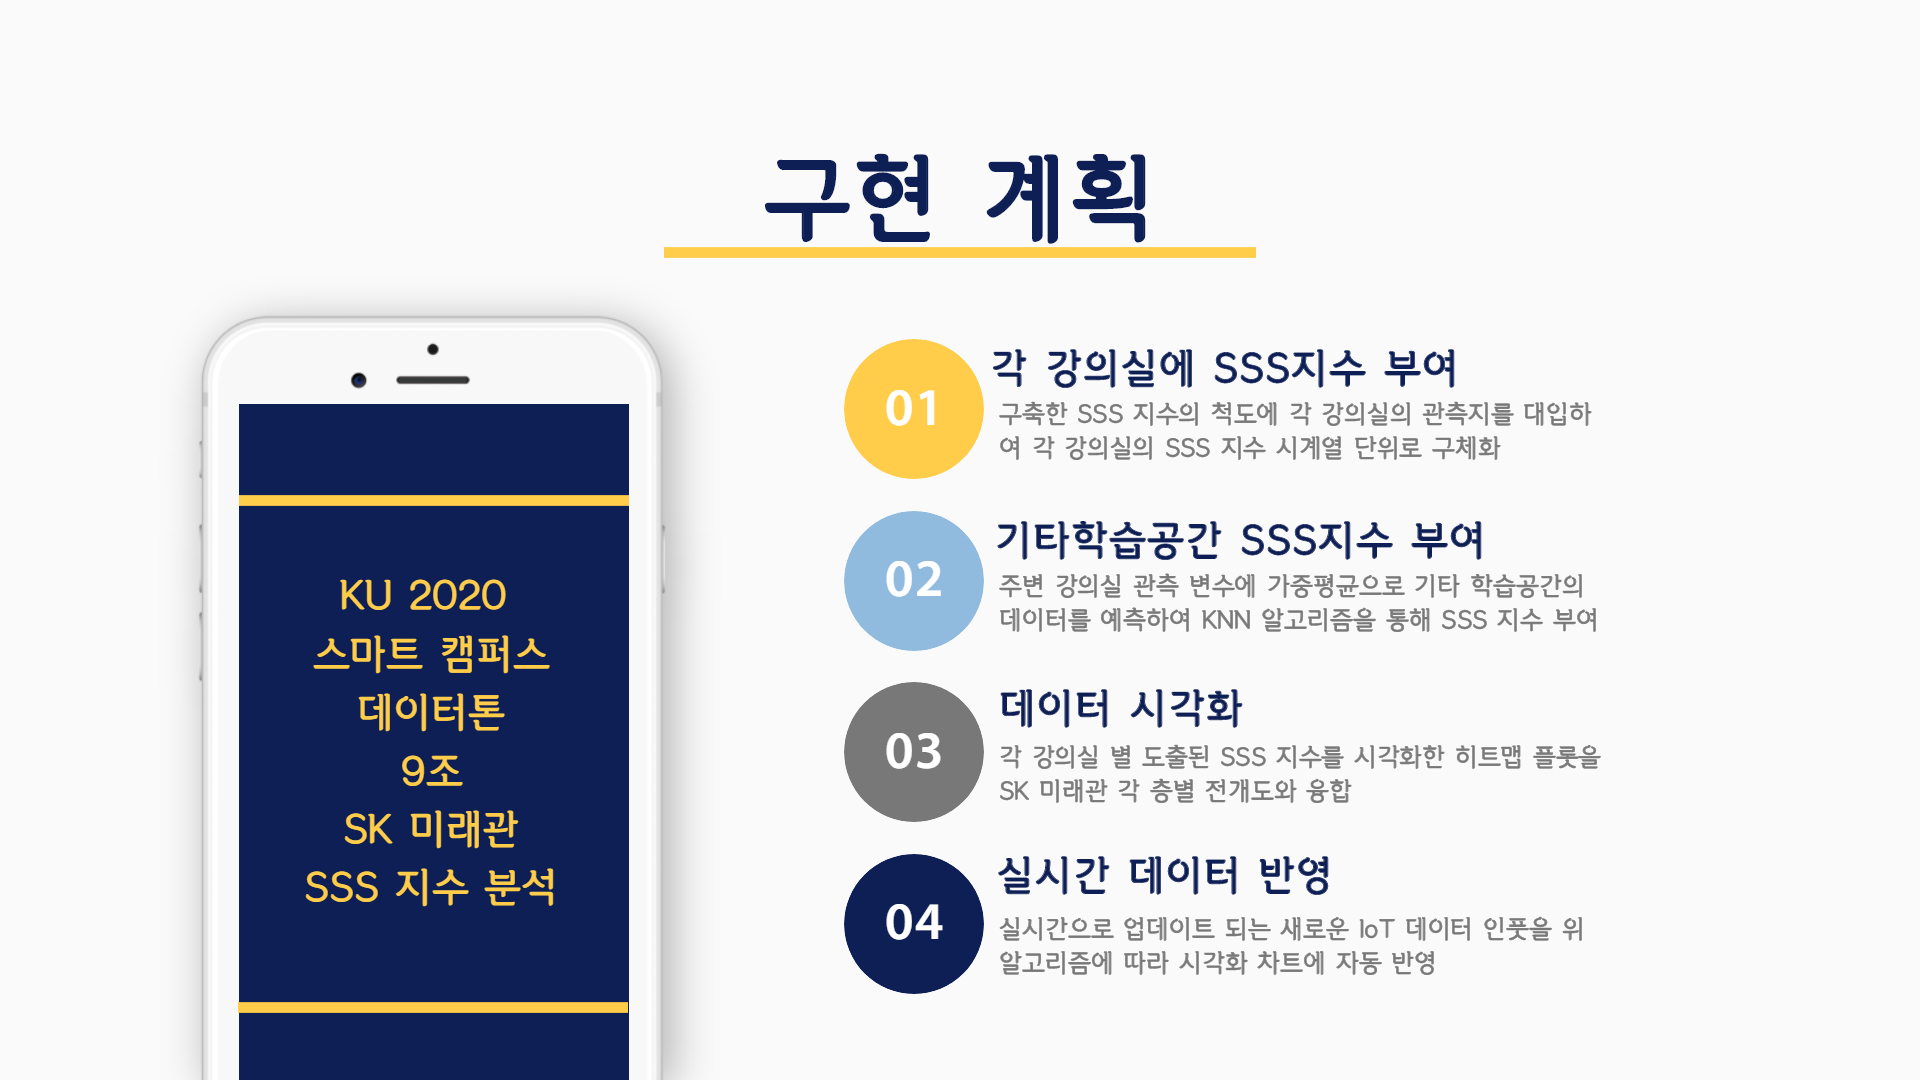 구현 계획
KU 2020
스마트 캠퍼스
데이터톤
9조
SK 미래관
SSS 지수 분석
01
각 강의실에 SSS지수 부여
구축한 SSS 지수의 척도에 각 강의실의 관측지를 대입하
여 각 강의실의 SSS 지수 시계열 단위로 구체화
02
기타학습공간 SSS지수 부여
주변 강의실 관측 변수에 가중평균으로 기타 학습공간의
데이터를 예측하여 KNN 알고리즘을 통해 SSS 지수 부여
03
데이터 시각화
각 강의실 별 도출된 SSS 지수를 시각화한 히트맵 플롯을
SK 미래관 각 층별 전개도와 융합
04
실시간 데이터 반영
실시간으로 업데이트 되는 새로운 IoT 데이터 인풋을 위
알고리즘에 따라 시각화 차트에 자동 반영